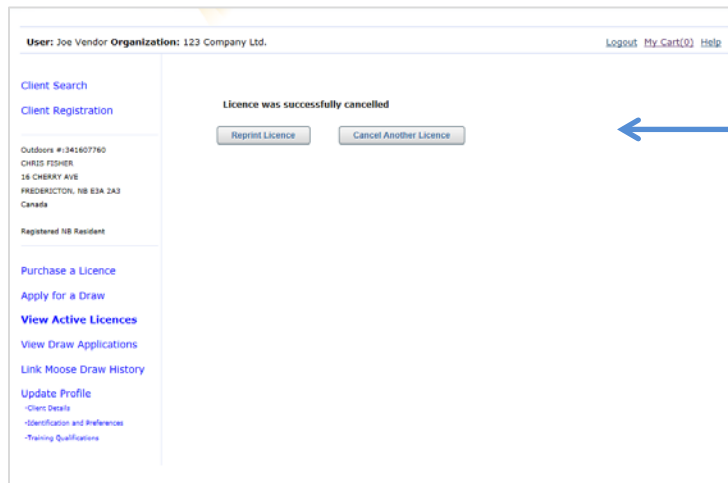 User: Joe Vendor Organization: 123 Company Ltd.
Logout My Cart(0) Help
Client Search
Client Registration
Outdoors #:341607760
CHRIS FISHER
16 CHERRY AVE
FREDERICTON, NB E3A 2A3
Canada
Registered NB Resident
Purchase a Licence
Apply for a Draw
View Active Licences
View Draw Applications
Link Moose Draw History
Update Profile
-Client Details
-Identification and Preferences
-Training Qualifications
Licence was successfully cancelled
Reprint Licence Cancel Another Licence